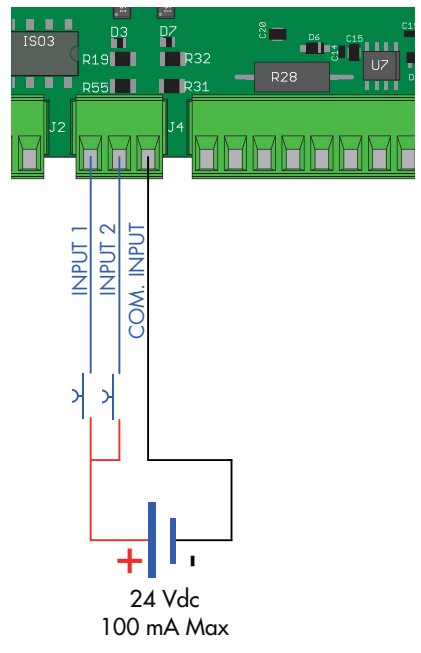 D3
D7
C20
D6
C14
C15
C19
ISO3
R19
R32
R28
U7
R55
R31
D
J2
J4
INPUT 1
INPUT 2
COM. INPUT
+
-
24 Vdc
100 mA Max